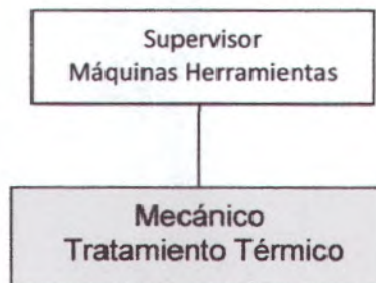 Supervisor
Máquinas Herramientas
Mecánico
Tratamiento Térmico